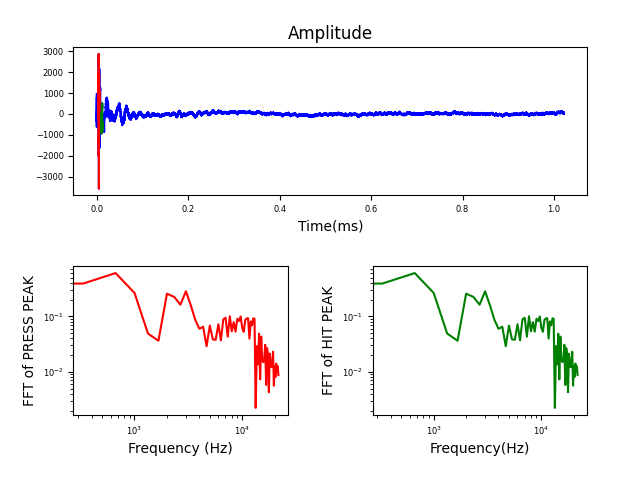 Amplitude
3000
2000
1000
0
−1000
−2000
−3000
0.0 0.2 0.4 0.6 0.8 1.0
Time(ms)
FFT of PRESS PEAK
10⁻¹
10⁻²
10³ 10⁴
Frequency (Hz)
FFT of HIT PEAK
10⁻¹
10⁻²
10³ 10⁴
Frequency(Hz)